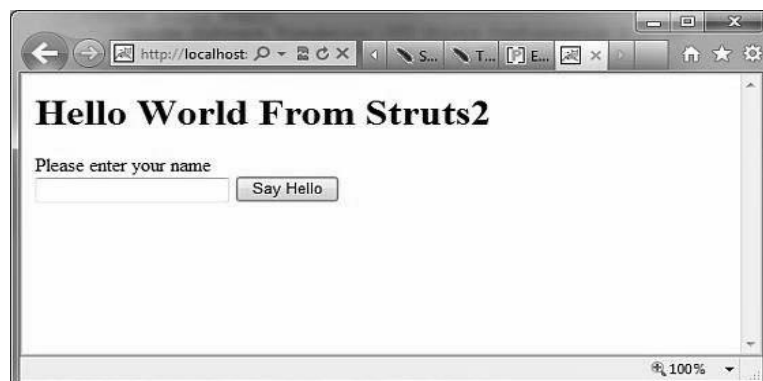 http://localhost:
S...
T...
E...
Hello World From Struts2
Please enter your name
Say Hello
100%